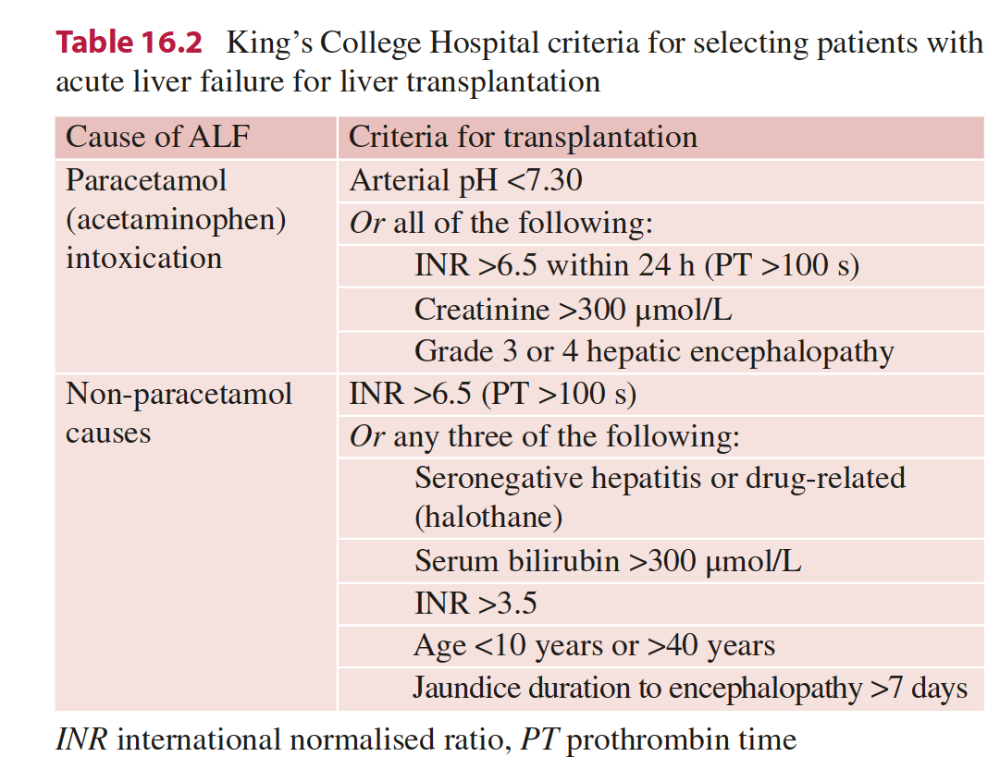 Table 16.2 King’s College Hospital criteria for selecting patients with
acute liver failure for liver transplantation
Cause of ALF
Criteria for transplantation
Paracetamol
(acetaminophen)
intoxication
Arterial pH <7.30
Or all of the following:
INR >6.5 within 24 h (PT >100 s)
Creatinine >300 μmol/L
Grade 3 or 4 hepatic encephalopathy
Non-paracetamol
causes
INR >6.5 (PT >100 s)
Or any three of the following:
Seronegative hepatitis or drug-related
(halothane)
Serum bilirubin >300 μmol/L
INR >3.5
Age <10 years or >40 years
Jaundice duration to encephalopathy >7 days
INR international normalised ratio, PT prothrombin time